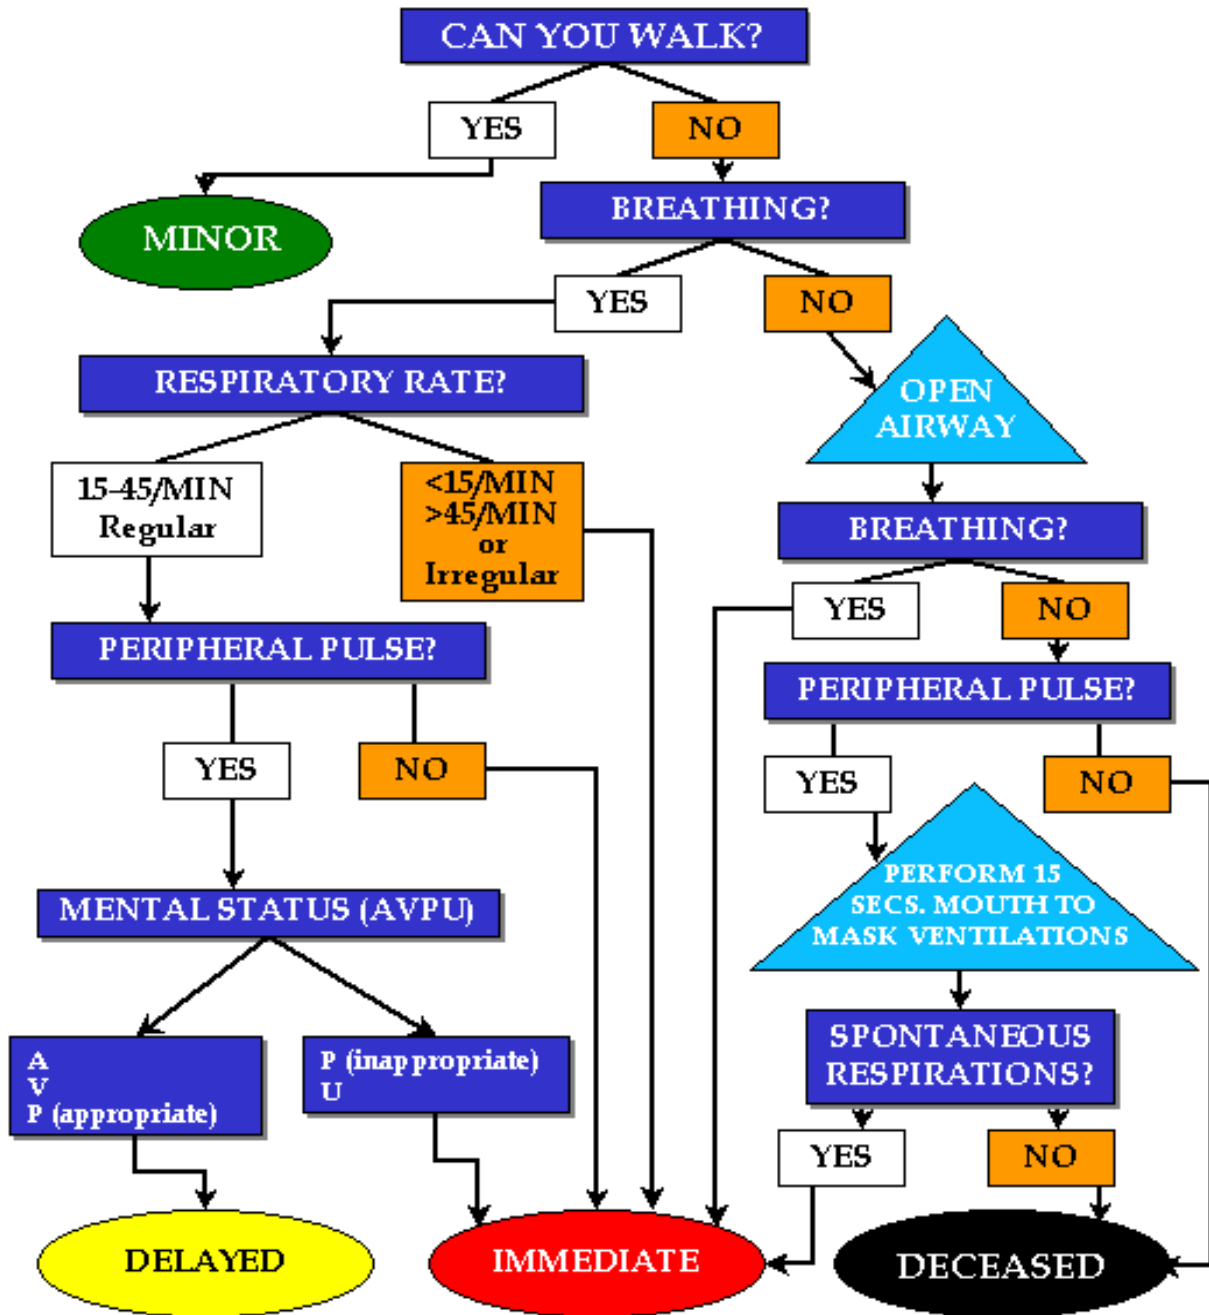 CAN YOU WALK?
YES
NO
MINOR
BREATHING?
YES
NO
RESPIRATORY RATE?
OPEN
AIRWAY
15-45/MIN
Regular
<15/MIN
>45/MIN
or
Irregular
BREATHING?
YES
NO
PERIPHERAL PULSE?
PERIPHERAL PULSE?
YES
NO
YES
NO
MENTAL STATUS (AVPU)
PERFORM 15
SECS. MOUTH TO
MASK VENTILATIONS
A
V
P (appropriate)
P (inappropriate)
U
SPONTANEOUS
RESPIRATIONS?
YES
NO
DELAYED
IMMEDIATE
DECEASED